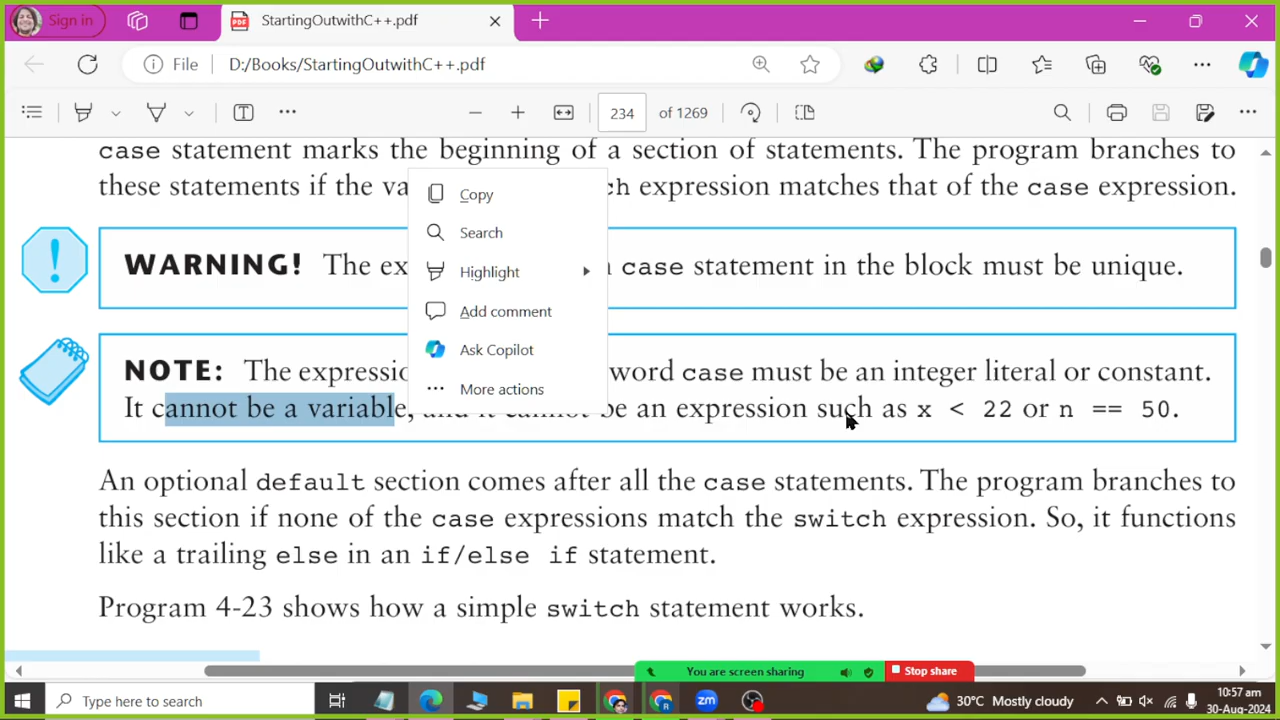 Sign in
StartingOutwithC++.pdf
File
D:/Books/StartingOutwithC++.pdf
234 of 1269
case statement marks the beginning of a section of statements. The program branches to
these statements if the va
h expression matches that of the case expression.
Copy
Search
Highlight
Add comment
Ask Copilot
More actions
WARNING! The ex
case statement in the block must be unique.
NOTE: The expressio
word case must be an integer literal or constant.
It cannot be a variable, and it cannot be an expression such as x < 22 or n == 50.
An optional default section comes after all the case statements. The program branches to
this section if none of the case expressions match the switch expression. So, it functions
like a trailing else in an if/else if statement.
Program 4-23 shows how a simple switch statement works.
You are screen sharing
Stop share
Type here to search
zm
30°C Mostly cloudy
10:57 am
30-Aug-2024